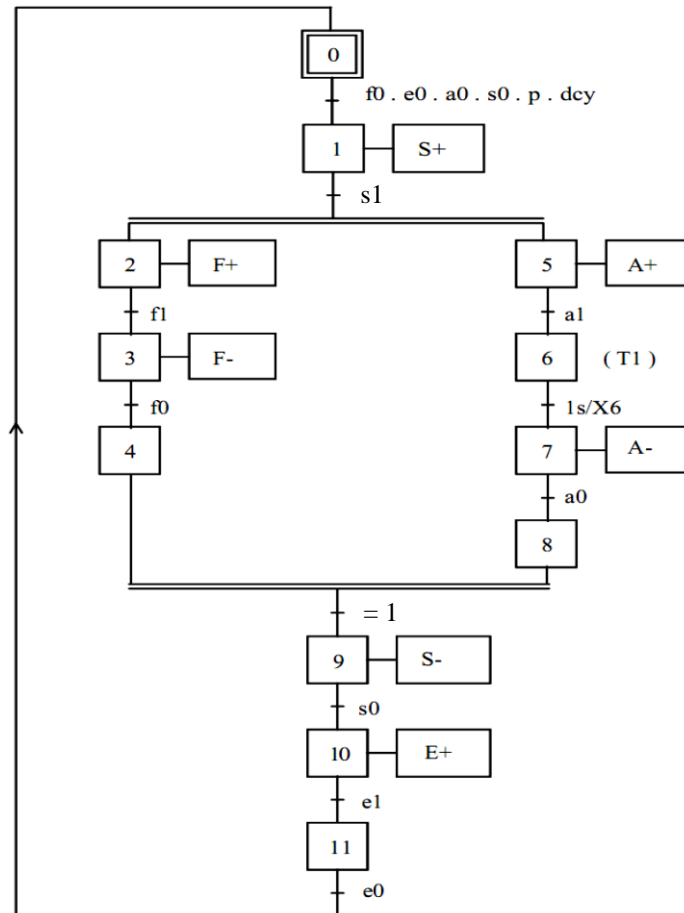 0
f0 . e0 . a0 . s0 . p . dcy
1 S+
s1
2 F+ 5 A+
f1 a1
3 F- 6 ( T1 )
f0 1s/X6
4 7 A-
a0
8
= 1
9 S-
s0
10 E+
e1
11
e0